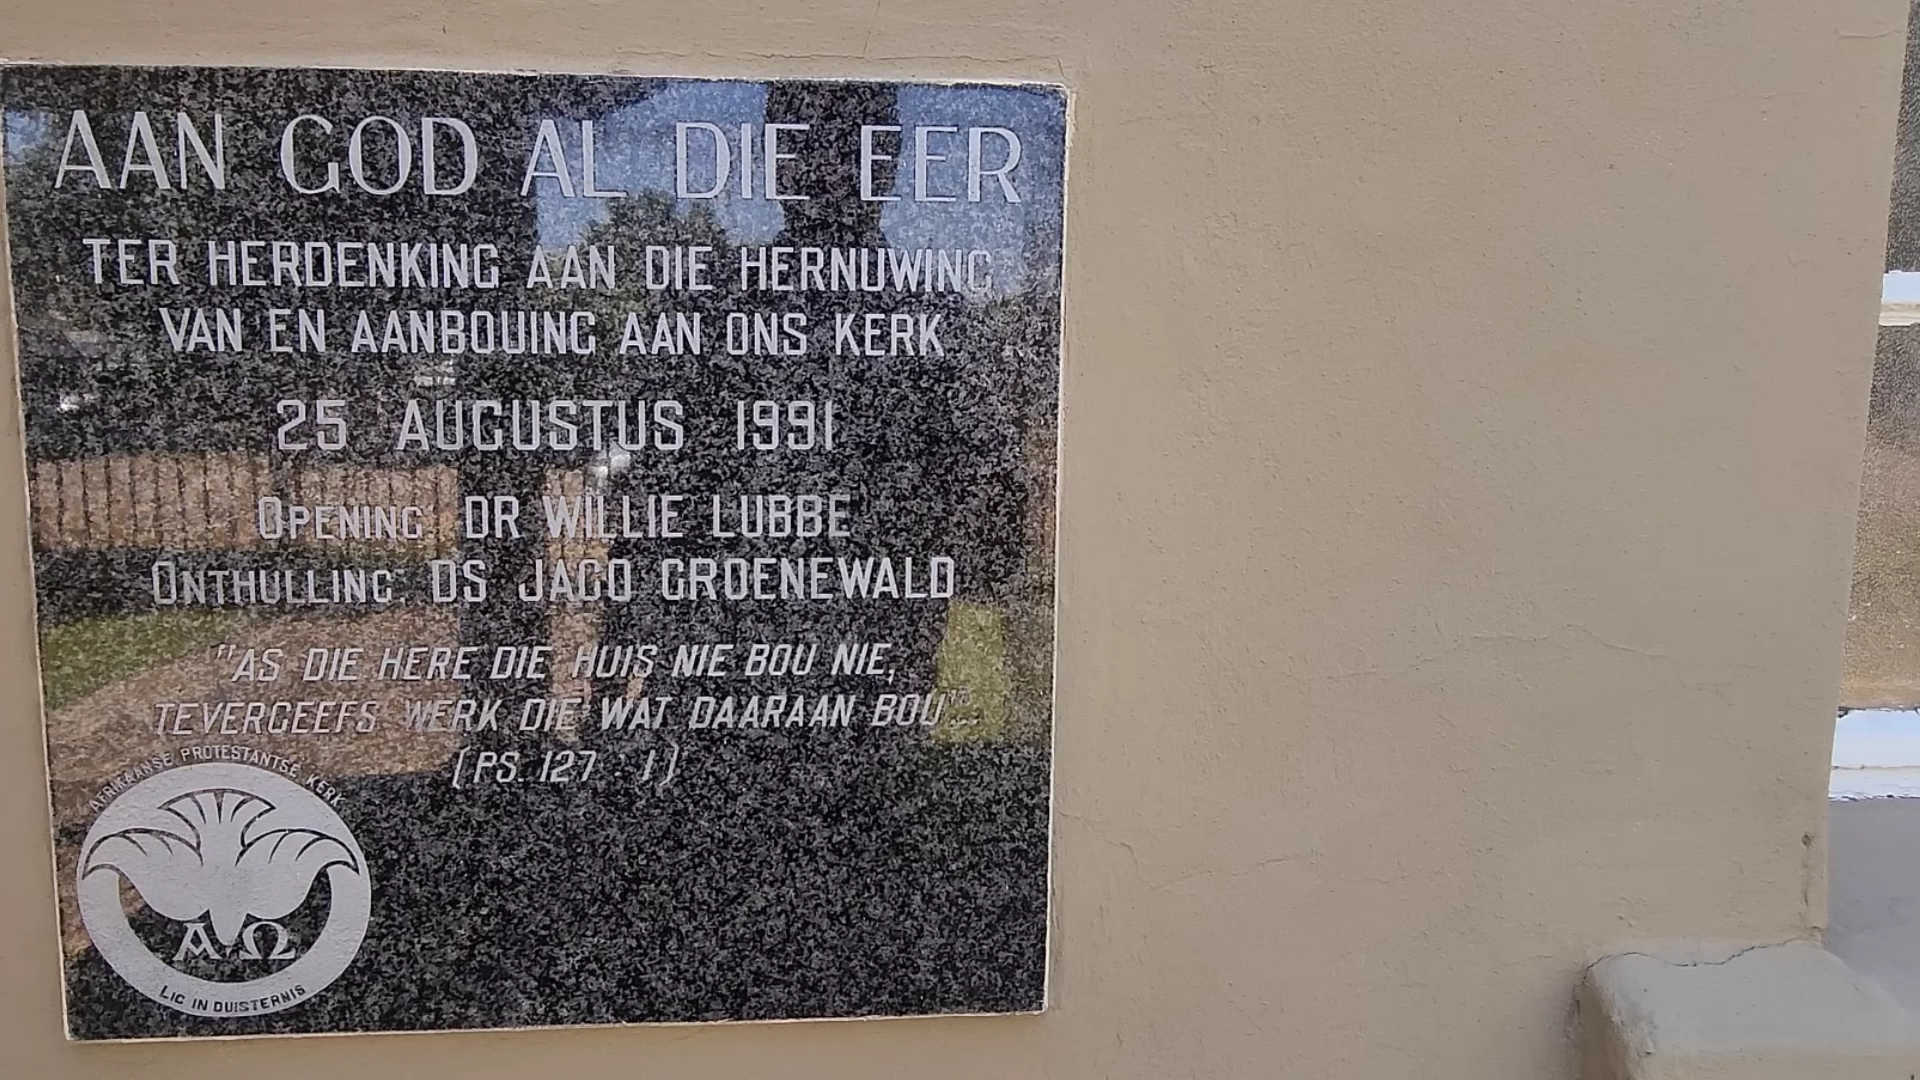 AAN GOD AL DIE EER
TER HERDENKING AAN DIE HERNUWING
VAN EN AANBOUING AAN ONS KERK
25 AUGUSTUS 1991
OPENING: DR WILLIE LUBBE
ONTHULLING: DS JACO GROENEWALD
"AS DIE HERE DIE HUIS NIE BOU NIE,
TEVERGEEFS WERK DIE WAT DAARAAN BOU"...
(PS. 127 : 1)
AFRIKAANSE PROTESTANTSE KERK
Α Ω
LIG IN DUISTERNIS